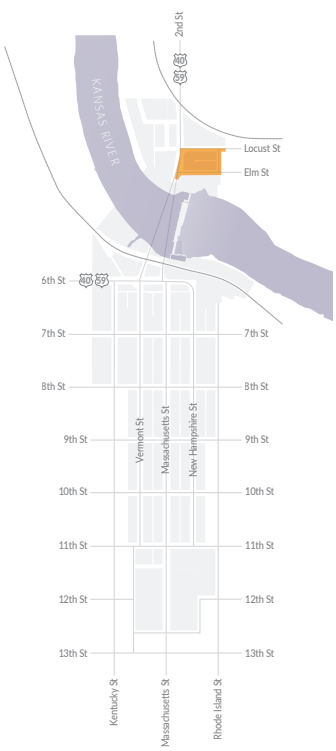 2nd St
40
59
KANSAS RIVER
Locust St
Elm St
6th St 40 59
7th St 7th St
8th St 8th St
Vermont St
Massachusetts St
New Hampshire St
9th St 9th St
10th St 10th St
11th St 11th St
12th St 12th St
13th St 13th St
Kentucky St
Massachusetts St
Rhode Island St